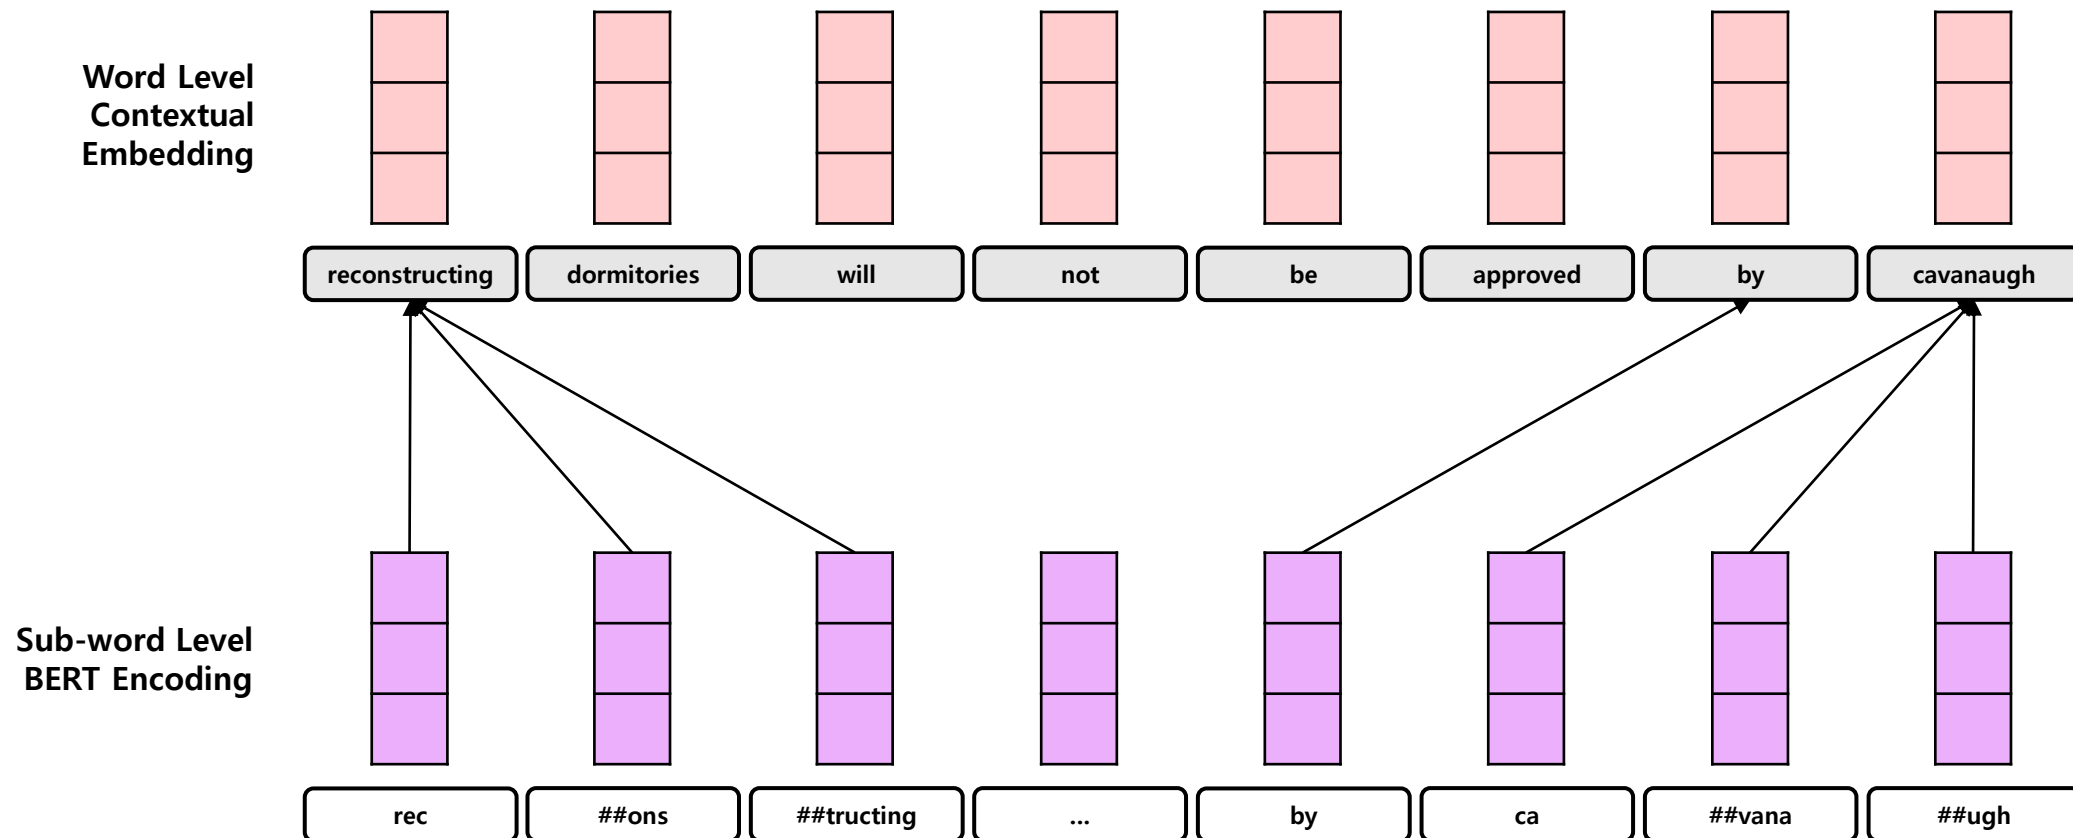 Word Level
Contextual
Embedding
reconstructing dormitories will not be approved by cavanaugh
Sub-word Level
BERT Encoding
rec ##ons ##tructing ... by ca ##vana ##ugh